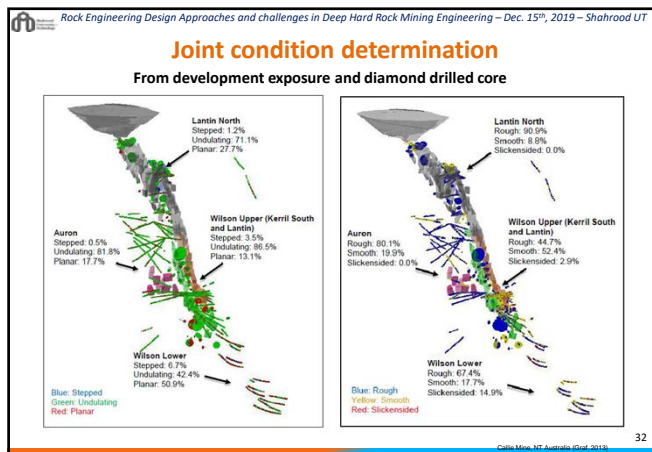 Rock Engineering Design Approaches and challenges in Deep Hard Rock Mining Engineering – Dec. 15th, 2019 – Shahrood UT
Joint condition determination
From development exposure and diamond drilled core
Lantin North
Stepped: 1.2%
Undulating: 71.1%
Planar: 27.7%
Wilson Upper (Kerril South
and Lantin)
Stepped: 3.5%
Undulating: 86.5%
Planar: 13.1%
Auron
Stepped: 0.5%
Undulating: 81.8%
Planar: 17.7%
Wilson Lower
Stepped: 6.7%
Undulating: 42.4%
Planar: 50.9%
Blue: Stepped
Green: Undulating
Red: Planar
Lantin North
Rough: 90.9%
Smooth: 8.8%
Slickensided: 0.0%
Wilson Upper (Kerril South
and Lantin)
Rough: 44.7%
Smooth: 52.4%
Slickensided: 2.9%
Auron
Rough: 80.1%
Smooth: 19.9%
Slickensided: 0.0%
Wilson Lower
Rough: 67.4%
Smooth: 17.7%
Slickensided: 14.9%
Blue: Rough
Yellow: Smooth
Red: Slickensided
32
Callie Mine, NT Australia (Graf, 2013)